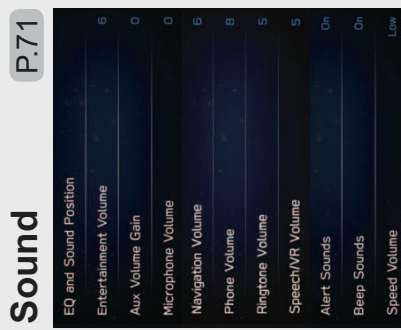 Sound P.71
EQ and Sound Position
Entertainment Volume 6
Aux Volume Gain 0
Microphone Volume 0
Navigation Volume 6
Phone Volume 8
Ringtone Volume 5
Speech/VR Volume 5
Alert Sounds On
Beep Sounds On
Speed Volume Low